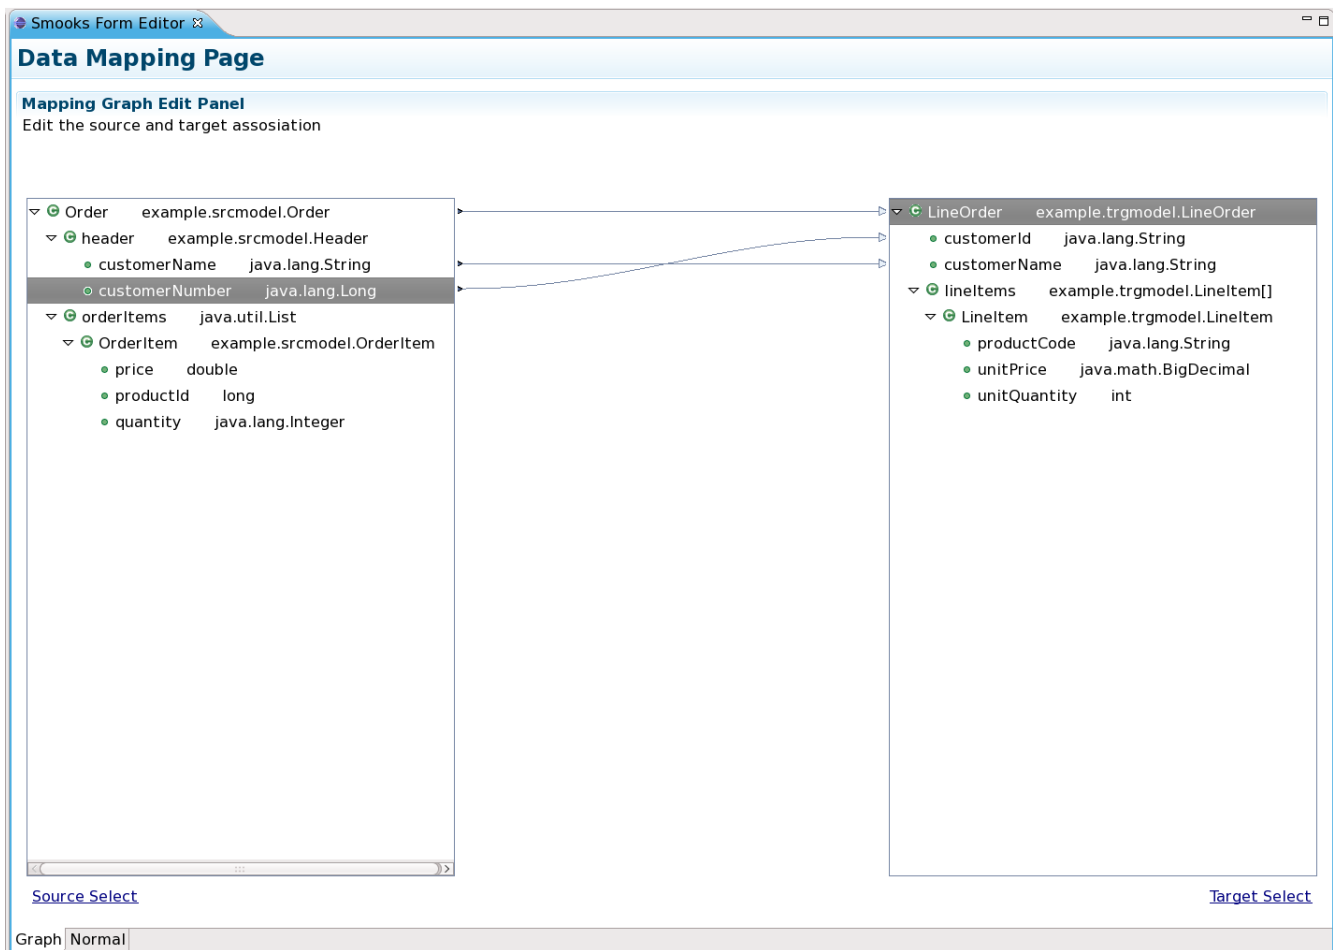 Smooks Form Editor
Data Mapping Page
Mapping Graph Edit Panel
Edit the source and target assosiation
Order example.srcmodel.Order
header example.srcmodel.Header
customerName java.lang.String
customerNumber java.lang.Long
orderItems java.util.List
OrderItem example.srcmodel.OrderItem
price double
productId long
quantity java.lang.Integer
LineOrder example.trgmodel.LineOrder
customerId java.lang.String
customerName java.lang.String
lineItems example.trgmodel.LineItem[]
LineItem example.trgmodel.LineItem
productCode java.lang.String
unitPrice java.math.BigDecimal
unitQuantity int
Source Select
Target Select
Graph Normal